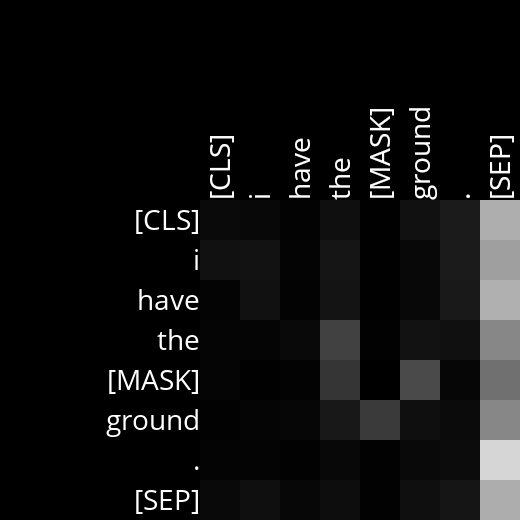 [CLS] i have the [MASK] ground . [SEP]
[CLS]
i
have
the
[MASK]
ground
.
[SEP]